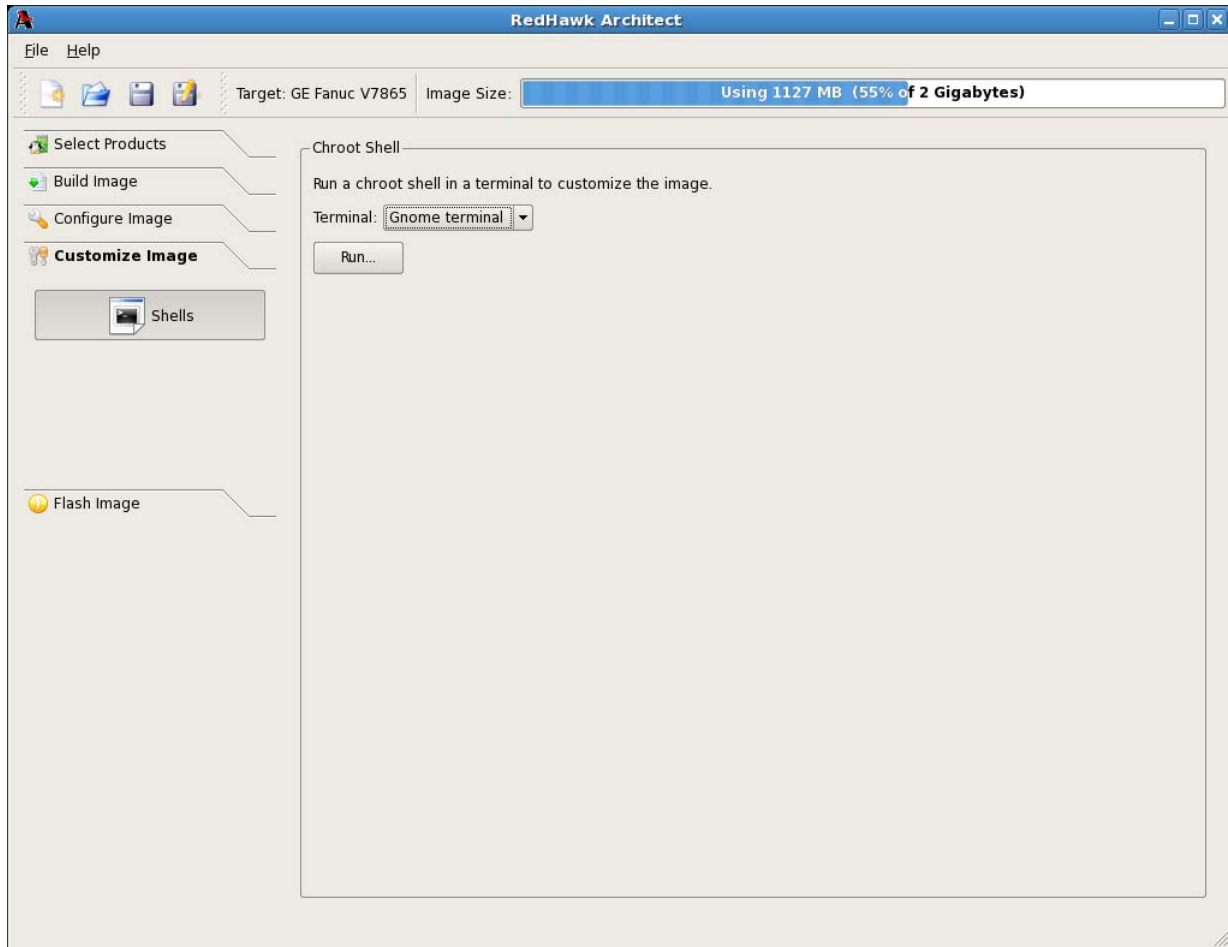 RedHawk Architect
File Help
Target: GE Fanuc V7865 Image Size: Using 1127 MB (55% of 2 Gigabytes)
Select Products
Build Image
Configure Image
Customize Image
Shells
Flash Image
Chroot Shell
Run a chroot shell in a terminal to customize the image.
Terminal: Gnome terminal
Run...